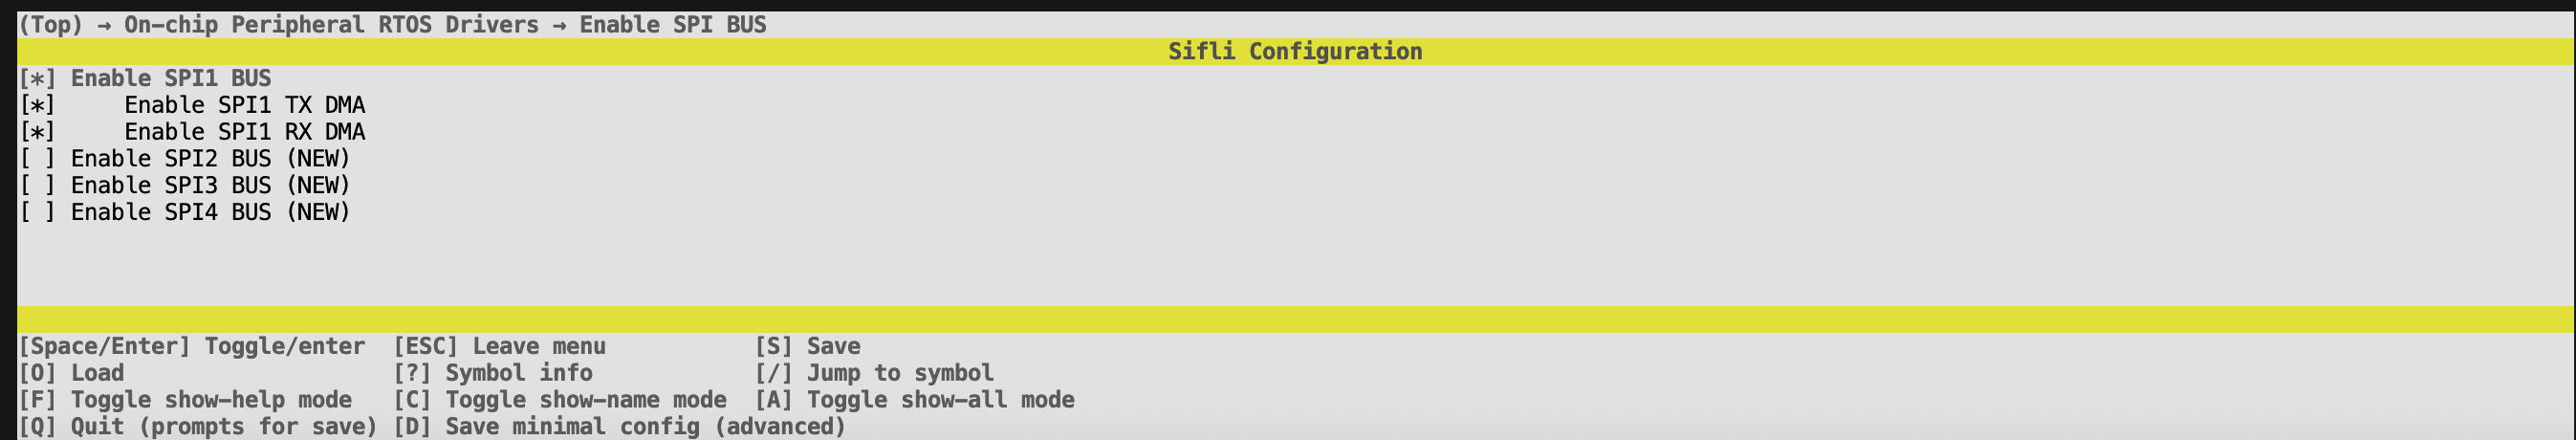 (Top) → On-chip Peripheral RTOS Drivers → Enable SPI BUS
Sifli Configuration
[*] Enable SPI1 BUS
[*]     Enable SPI1 TX DMA
[*]     Enable SPI1 RX DMA
[ ] Enable SPI2 BUS (NEW)
[ ] Enable SPI3 BUS (NEW)
[ ] Enable SPI4 BUS (NEW)
[Space/Enter] Toggle/enter  [ESC] Leave menu           [S] Save
[O] Load                    [?] Symbol info            [/] Jump to symbol
[F] Toggle show-help mode   [C] Toggle show-name mode  [A] Toggle show-all mode
[Q] Quit (prompts for save) [D] Save minimal config (advanced)